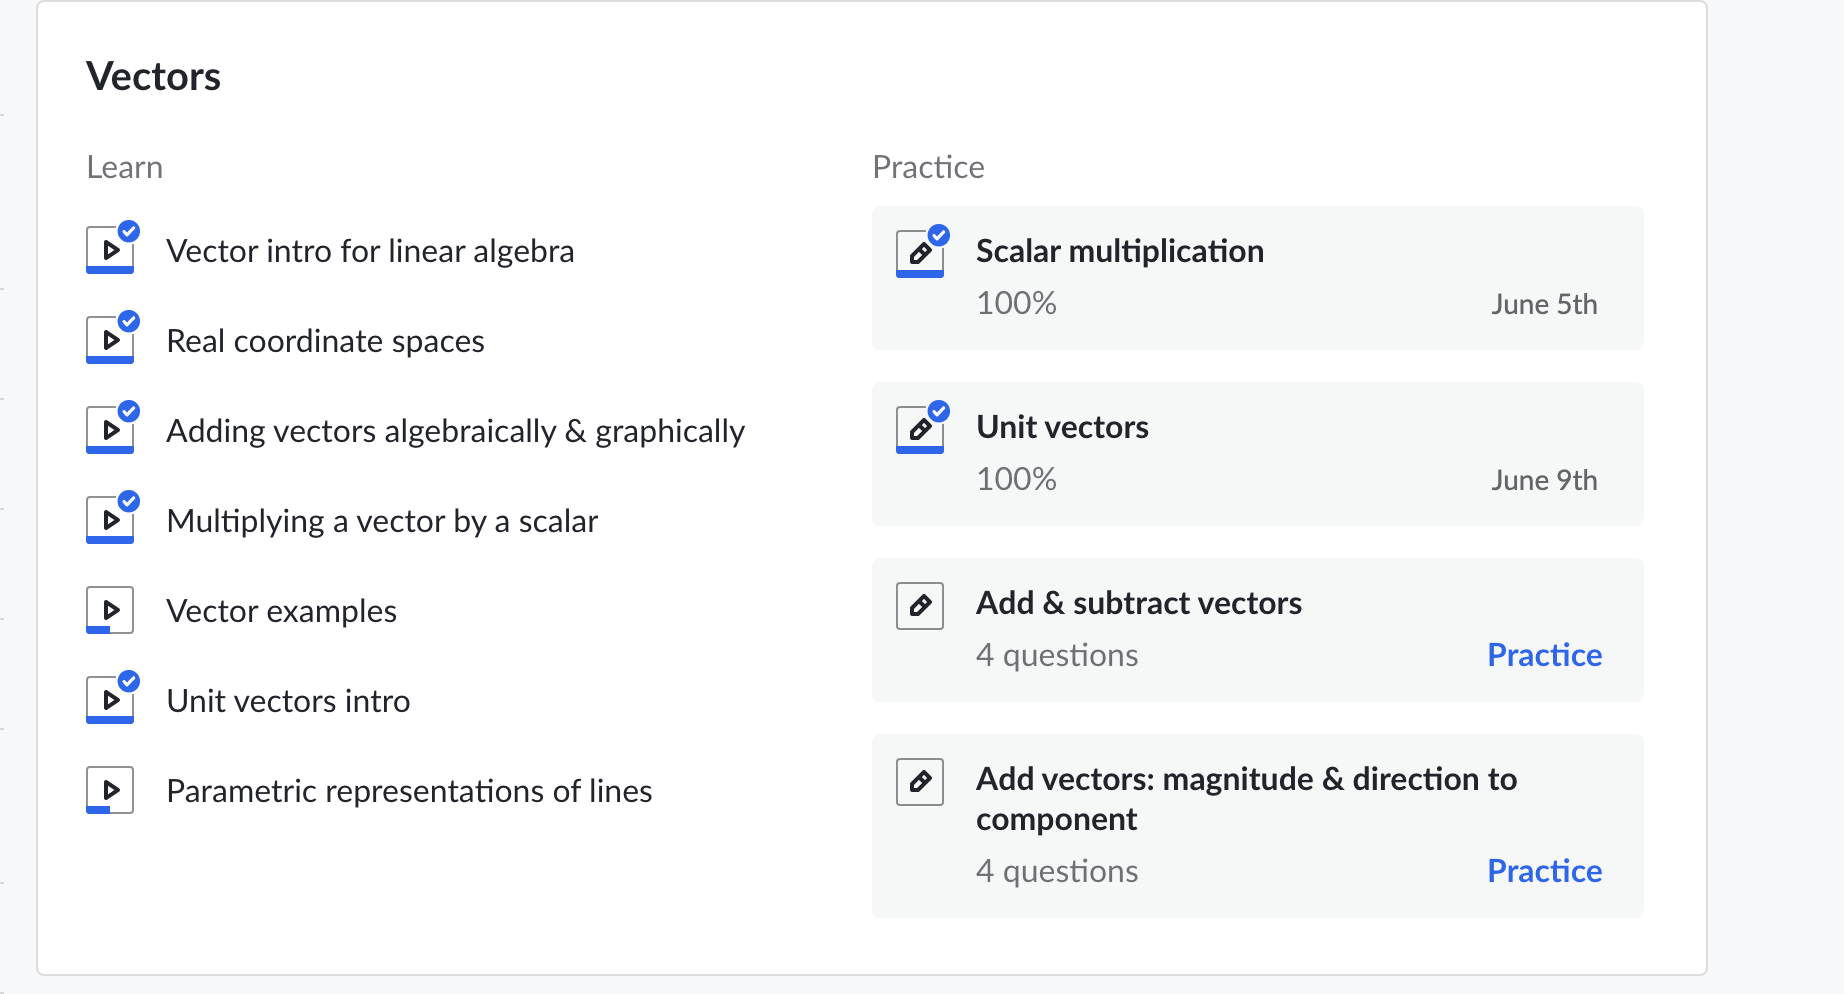 Vectors
Learn
Vector intro for linear algebra
Real coordinate spaces
Adding vectors algebraically & graphically
Multiplying a vector by a scalar
Vector examples
Unit vectors intro
Parametric representations of lines
Practice
Scalar multiplication
100%
June 5th
Unit vectors
100%
June 9th
Add & subtract vectors
4 questions
Practice
Add vectors: magnitude & direction to
component
4 questions
Practice